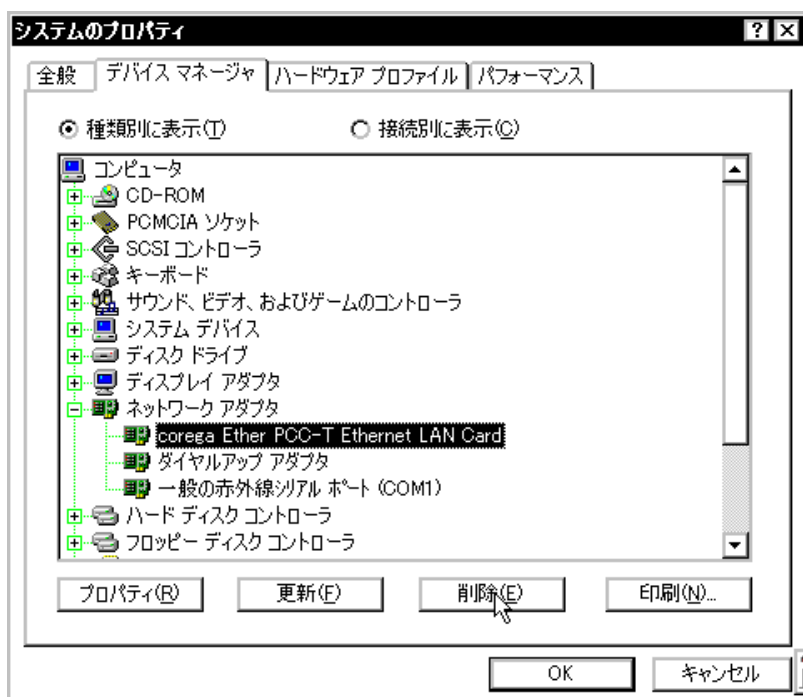 システムのプロパティ
全般 デバイス マネージャ ハードウェア プロファイル パフォーマンス
種類別に表示(T) 接続別に表示(C)
コンピュータ
CD-ROM
PCMCIA ソケット
SCSI コントローラ
キーボード
サウンド、ビデオ、およびゲームのコントローラ
システム デバイス
ディスク ドライブ
ディスプレイ アダプタ
ネットワーク アダプタ
corega Ether PCC-T Ethernet LAN Card
ダイヤルアップ アダプタ
一般の赤外線シリアル ポート (COM1)
ハード ディスク コントローラ
フロッピー ディスク コントローラ
プロパティ(R) 更新(F) 削除(E) 印刷(N)...
OK キャンセル